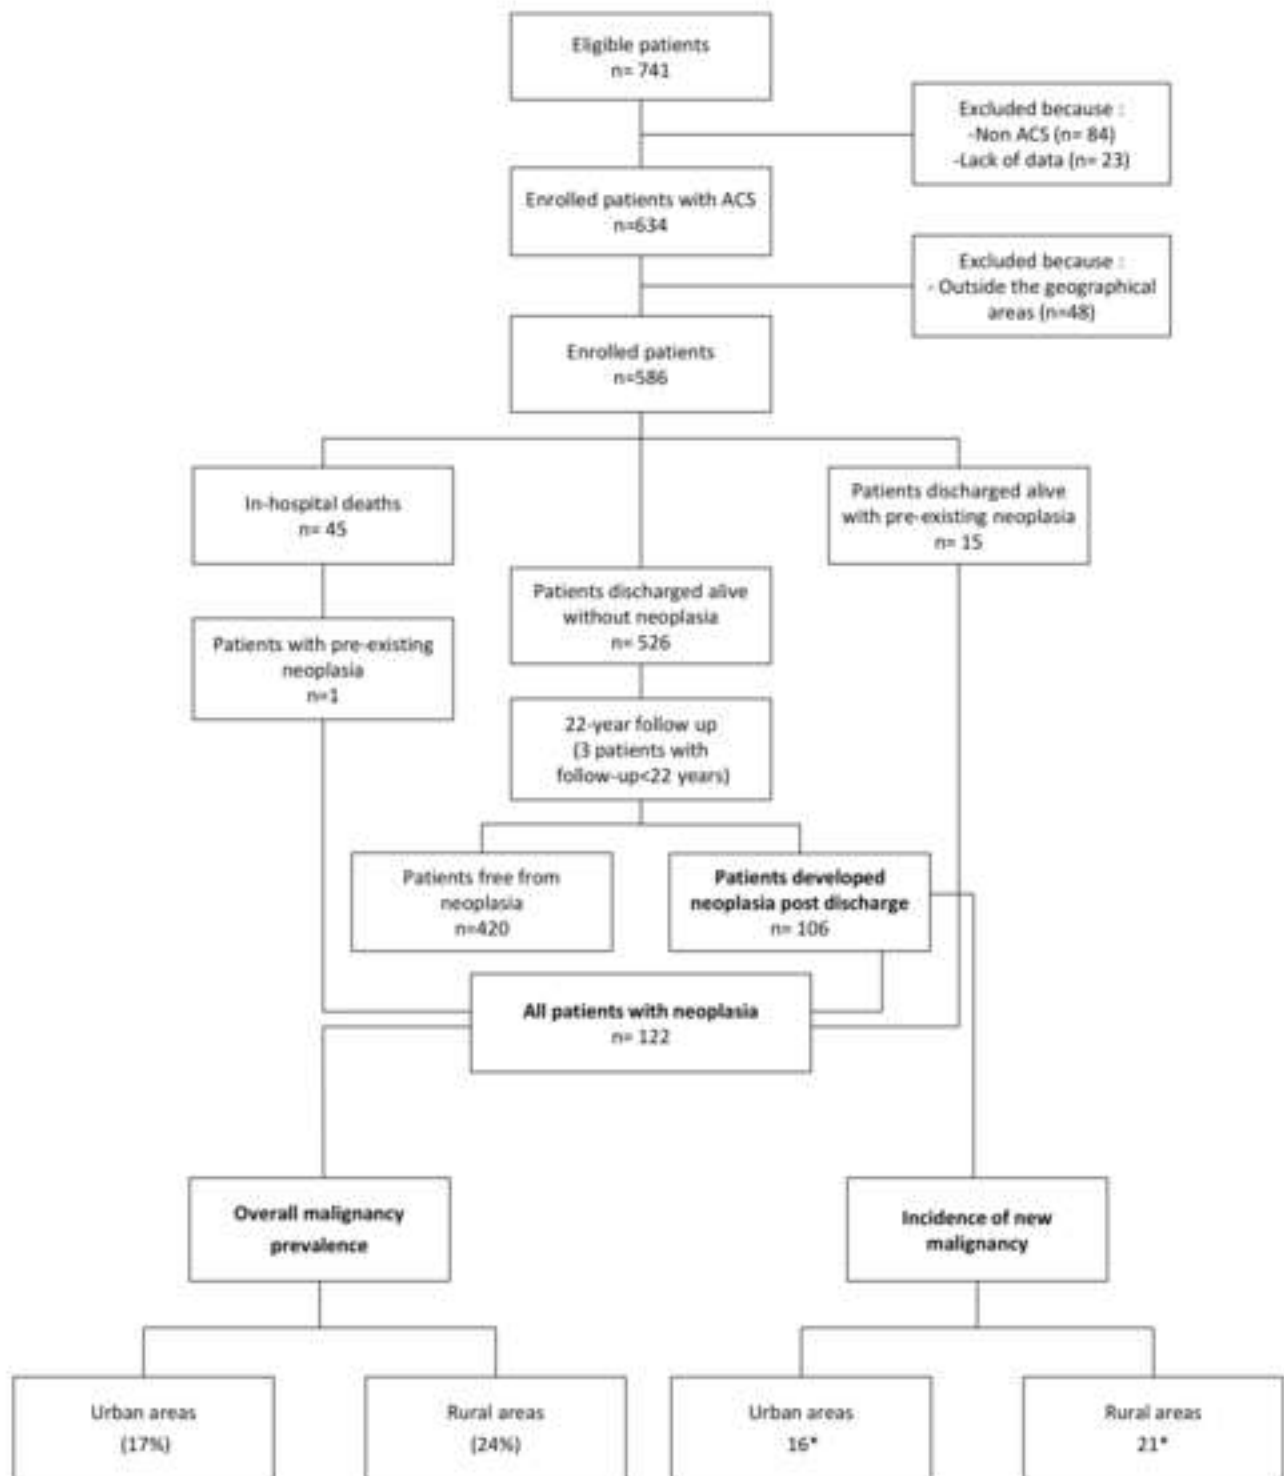 Eligible patients
n= 741
Excluded because :
-Non ACS (n= 84)
-Lack of data (n= 23)
Enrolled patients with ACS
n=634
Excluded because :
- Outside the geographical
areas (n=48)
Enrolled patients
n=586
In-hospital deaths
n= 45
Patients discharged alive
with pre-existing neoplasia
n= 15
Patients discharged alive
without neoplasia
n= 526
Patients with pre-existing
neoplasia
n=1
22-year follow up
(3 patients with
follow-up<22 years)
Patients free from
neoplasia
n=420
Patients developed
neoplasia post discharge
n= 106
All patients with neoplasia
n= 122
Overall malignancy
prevalence
Incidence of new
malignancy
Urban areas
(17%)
Rural areas
(24%)
Urban areas
16*
Rural areas
21*